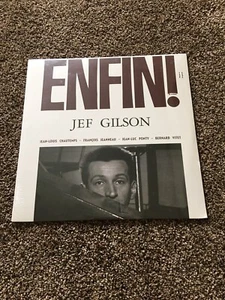 ENFIN!
JEF GILSON
JEAN-LOUIS CHAUTEMPS - FRANÇOIS JEANNEAU - JEAN-LUC PONTY - BERNARD VITET